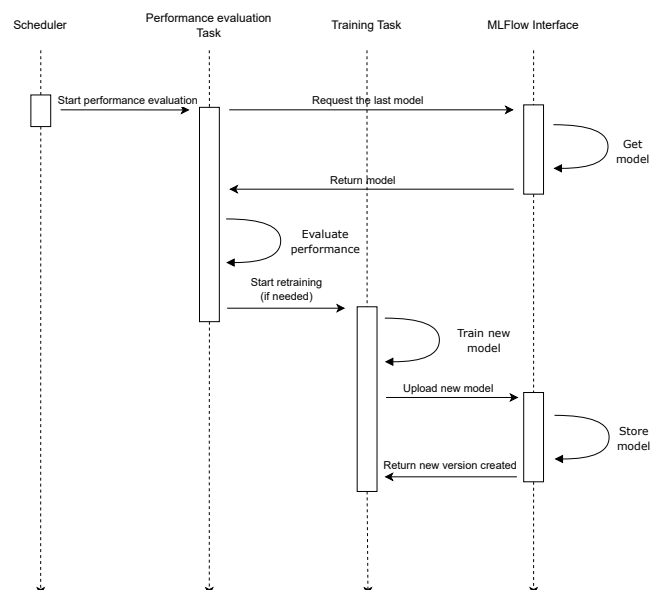 Scheduler
Performance evaluation
Task
Training Task
MLFlow Interface
Start performance evaluation
Request the last model
Get
model
Return model
Evaluate
performance
Start retraining
(if needed)
Train new
model
Upload new model
Store
model
Return new version created